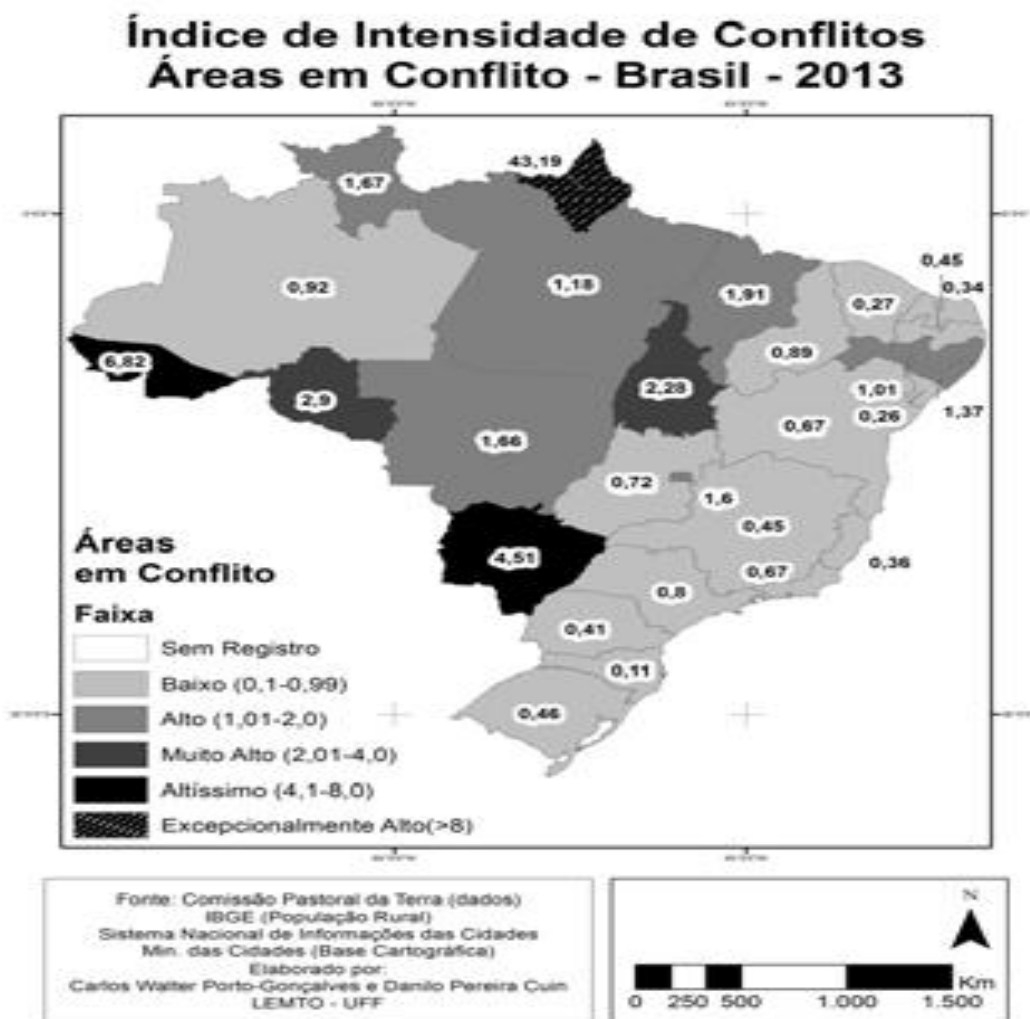 Índice de Intensidade de Conflitos
Áreas em Conflito - Brasil - 2013
43,19
1,67
0,45
0,92
1,18
1,91
0,34
0,27
6,82
0,89
2,9
2,28
1,01
1,37
0,26
0,67
1,66
0,72
1,6
0,45
4,51
0,36
0,67
0,8
0,41
0,11
0,46
Áreas
em Conflito
Faixa
Sem Registro
Baixo (0,1-0,99)
Alto (1,01-2,0)
Muito Alto (2,01-4,0)
Altíssimo (4,1-8,0)
Excepcionalmente Alto(>8)
Fonte: Comissão Pastoral da Terra (dados)
IBGE (População Rural)
Sistema Nacional de Informações das Cidades
Min. das Cidades (Base Cartográfica)
Elaborado por:
Carlos Walter Porto-Gonçalves e Danilo Pereira Cuin
LEMTO - UFF
N
Km
0 250 500 1.000 1.500